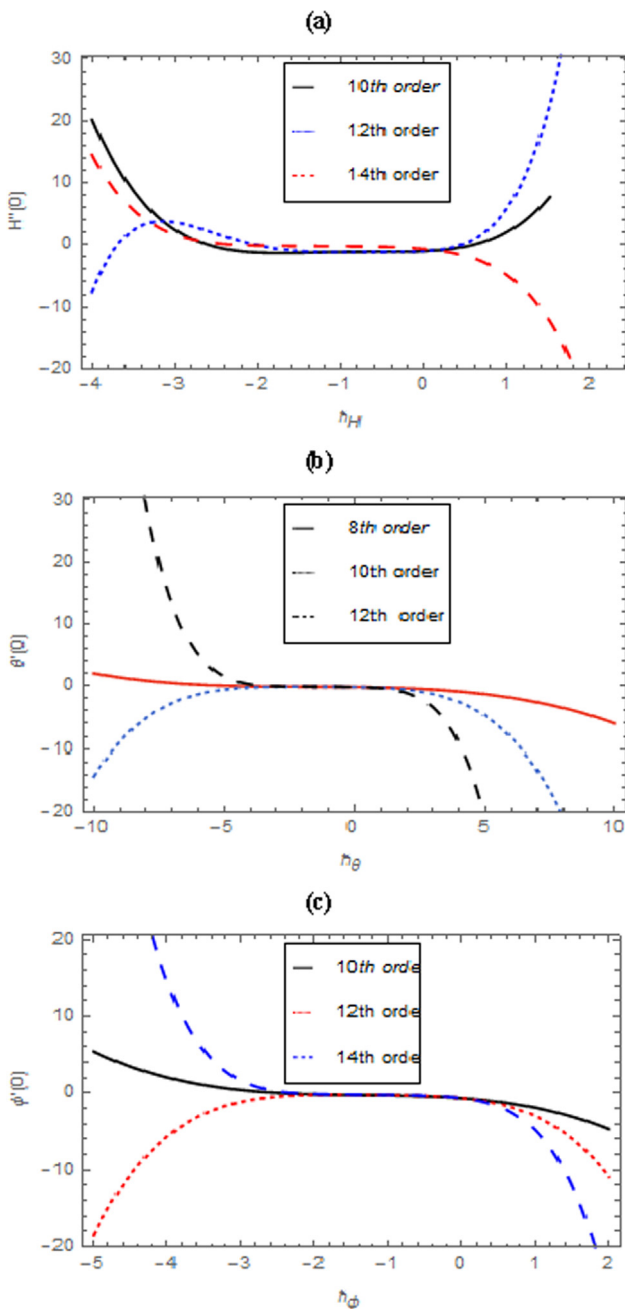 (a)
30
20
10
0
−10
−20
H''(0)
10th order
12th order
14th order
−4 −3 −2 −1 0 1 2
ħH
(b)
30
20
10
0
−10
−20
θ'(0)
8th order
10th order
12th order
−10 −5 0 5 10
ħθ
(c)
20
10
0
−10
−20
ϕ'(0)
10th orde
12th orde
14th orde
−5 −4 −3 −2 −1 0 1 2
ħϕ